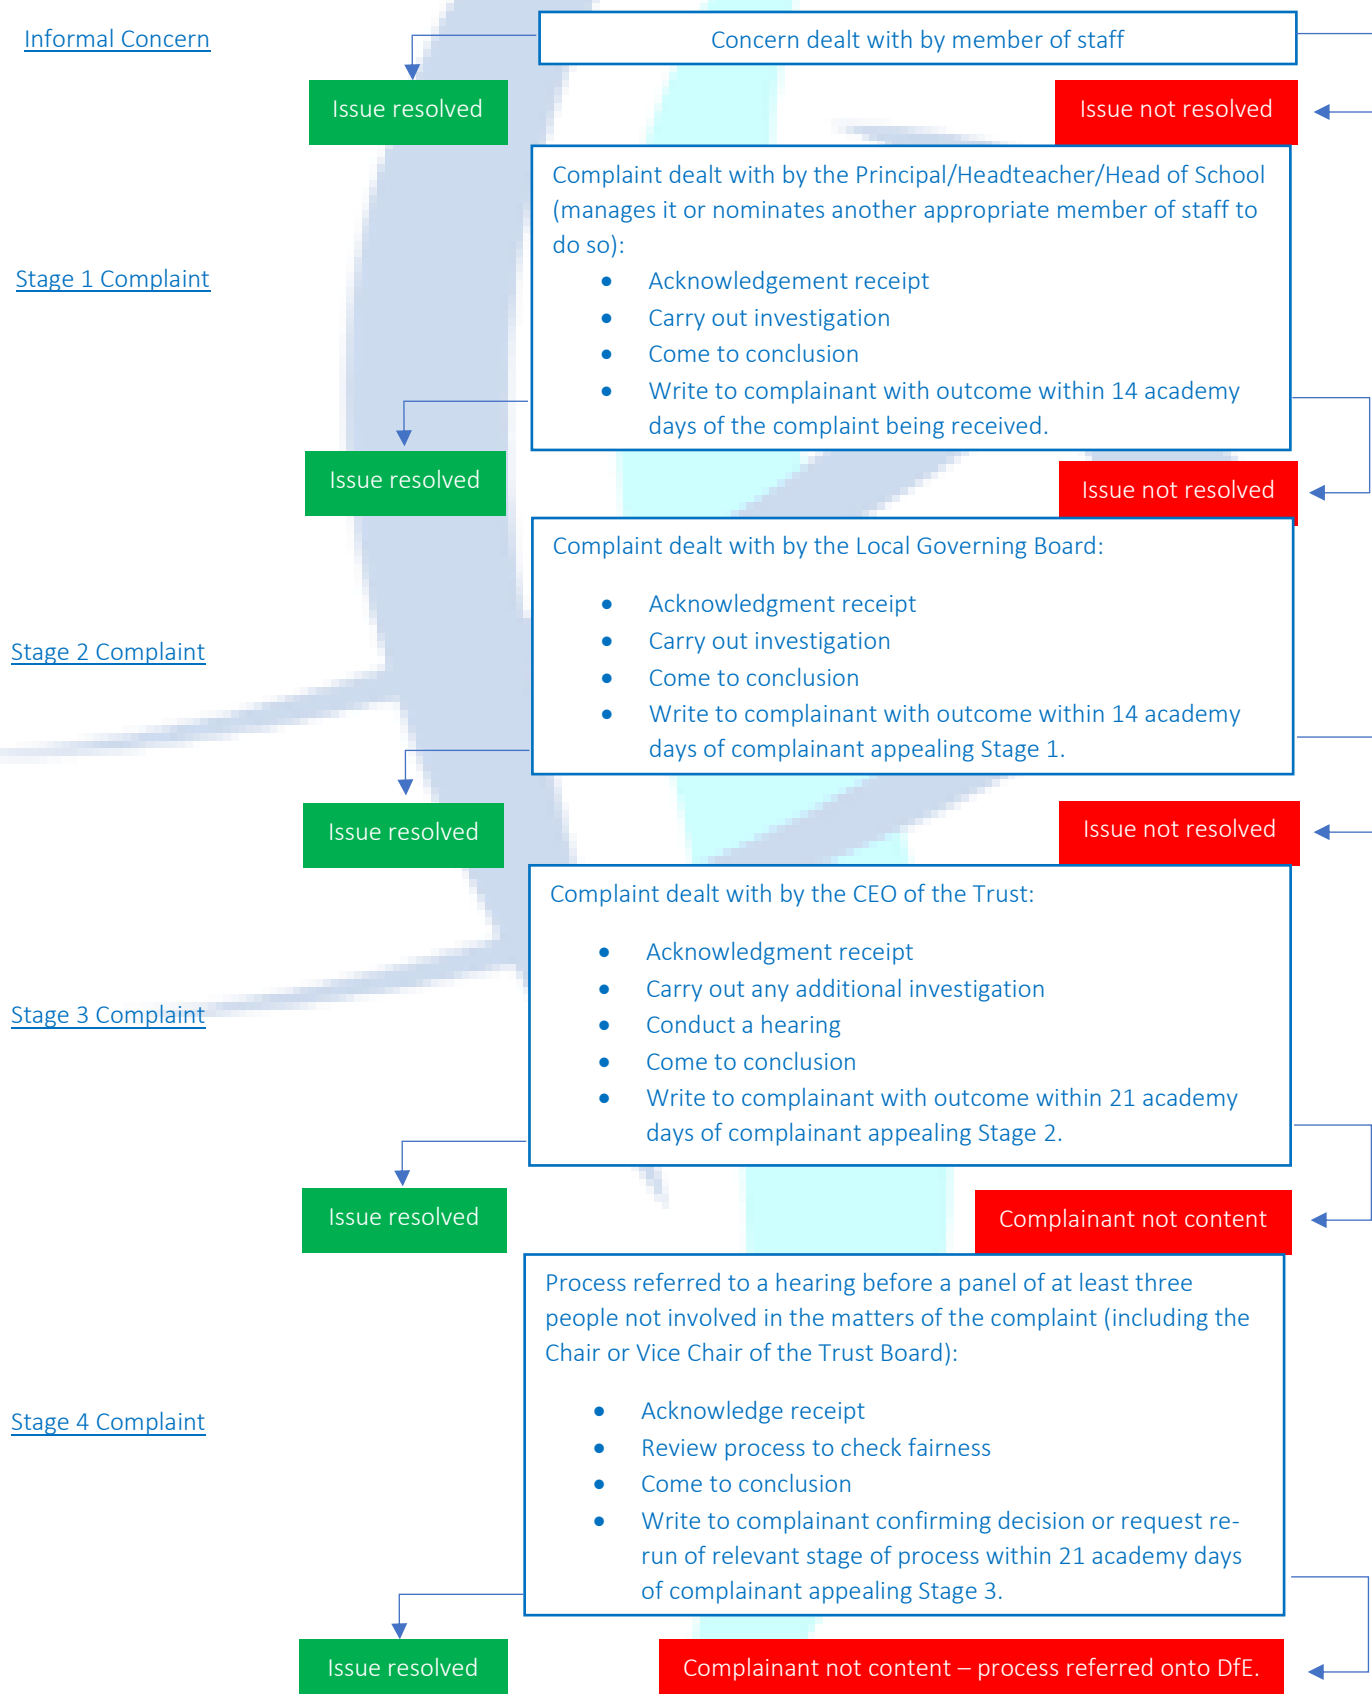 Informal Concern
Concern dealt with by member of staff
Issue resolved
Issue not resolved
Stage 1 Complaint
Complaint dealt with by the Principal/Headteacher/Head of School
(manages it or nominates another appropriate member of staff to
do so):
• Acknowledgement receipt
• Carry out investigation
• Come to conclusion
• Write to complainant with outcome within 14 academy
days of the complaint being received.
Issue resolved
Issue not resolved
Stage 2 Complaint
Complaint dealt with by the Local Governing Board:
• Acknowledgment receipt
• Carry out investigation
• Come to conclusion
• Write to complainant with outcome within 14 academy
days of complainant appealing Stage 1.
Issue resolved
Issue not resolved
Stage 3 Complaint
Complaint dealt with by the CEO of the Trust:
• Acknowledgment receipt
• Carry out any additional investigation
• Conduct a hearing
• Come to conclusion
• Write to complainant with outcome within 21 academy
days of complainant appealing Stage 2.
Issue resolved
Complainant not content
Stage 4 Complaint
Process referred to a hearing before a panel of at least three
people not involved in the matters of the complaint (including the
Chair or Vice Chair of the Trust Board):
• Acknowledge receipt
• Review process to check fairness
• Come to conclusion
• Write to complainant confirming decision or request re-
run of relevant stage of process within 21 academy days
of complainant appealing Stage 3.
Issue resolved
Complainant not content – process referred onto DfE.